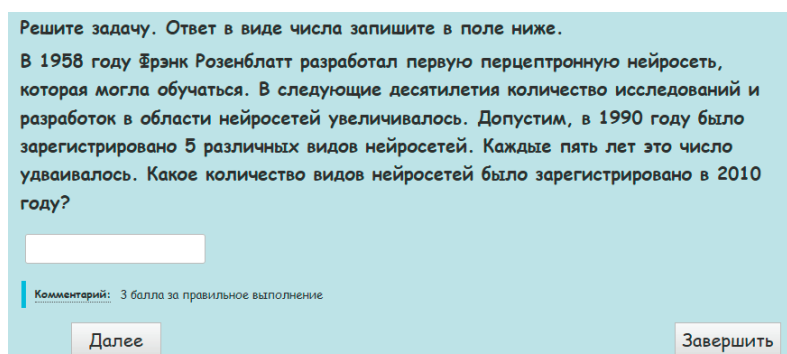 Решите задачу. Ответ в виде числа запишите в поле ниже.
В 1958 году Фрэнк Розенблатт разработал первую перцептронную нейросеть,
которая могла обучаться. В следующие десятилетия количество исследований и
разработок в области нейросетей увеличивалось. Допустим, в 1990 году было
зарегистрировано 5 различных видов нейросетей. Каждые пять лет это число
удваивалось. Какое количество видов нейросетей было зарегистрировано в 2010
году?
Комментарий: 3 балла за правильное выполнение
Далее Завершить